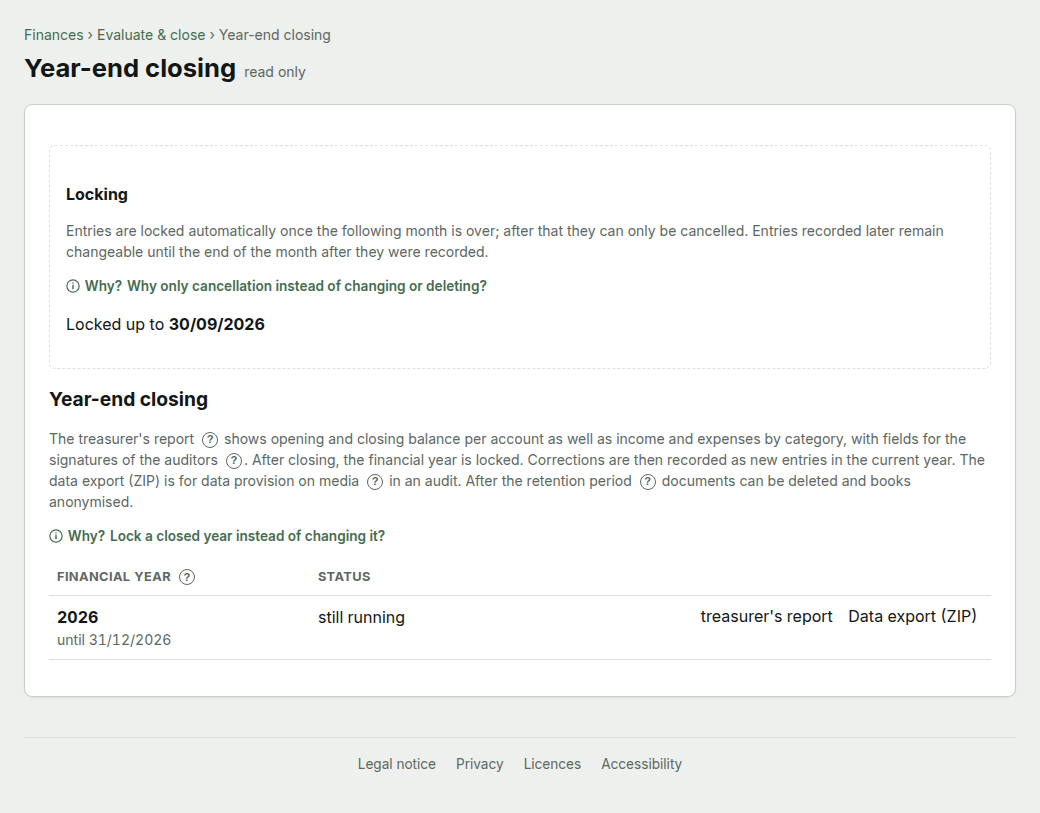 Finances › Evaluate & close › Year-end closing
Year-end closing read only
Locking
Entries are locked automatically once the following month is over; after that they can only be cancelled. Entries recorded later remain
changeable until the end of the month after they were recorded.
Why? Why only cancellation instead of changing or deleting?
Locked up to 30/09/2026
Year-end closing
The treasurer's report ? shows opening and closing balance per account as well as income and expenses by category, with fields for the
signatures of the auditors ? . After closing, the financial year is locked. Corrections are then recorded as new entries in the current year. The
data export (ZIP) is for data provision on media ? in an audit. After the retention period ? documents can be deleted and books
anonymised.
Why? Lock a closed year instead of changing it?
FINANCIAL YEAR ? STATUS
2026 still running treasurer's report Data export (ZIP)
until 31/12/2026
Legal notice Privacy Licences Accessibility